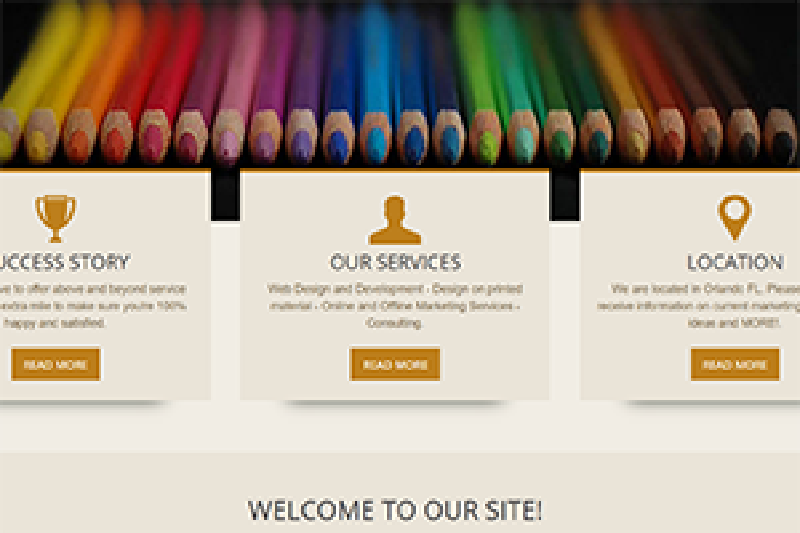 UCCESS STORY
ve to offer above and beyond service
extra mile to make sure you're 100%
happy and satisfied.
READ MORE
OUR SERVICES
Web Design and Development - Design on printed
material - Online and Offline Marketing Services -
Consulting.
READ MORE
LOCATION
We are located in Orlando FL. Please
receive information on current marketing
ideas and MORE!.
READ MORE
WELCOME TO OUR SITE!